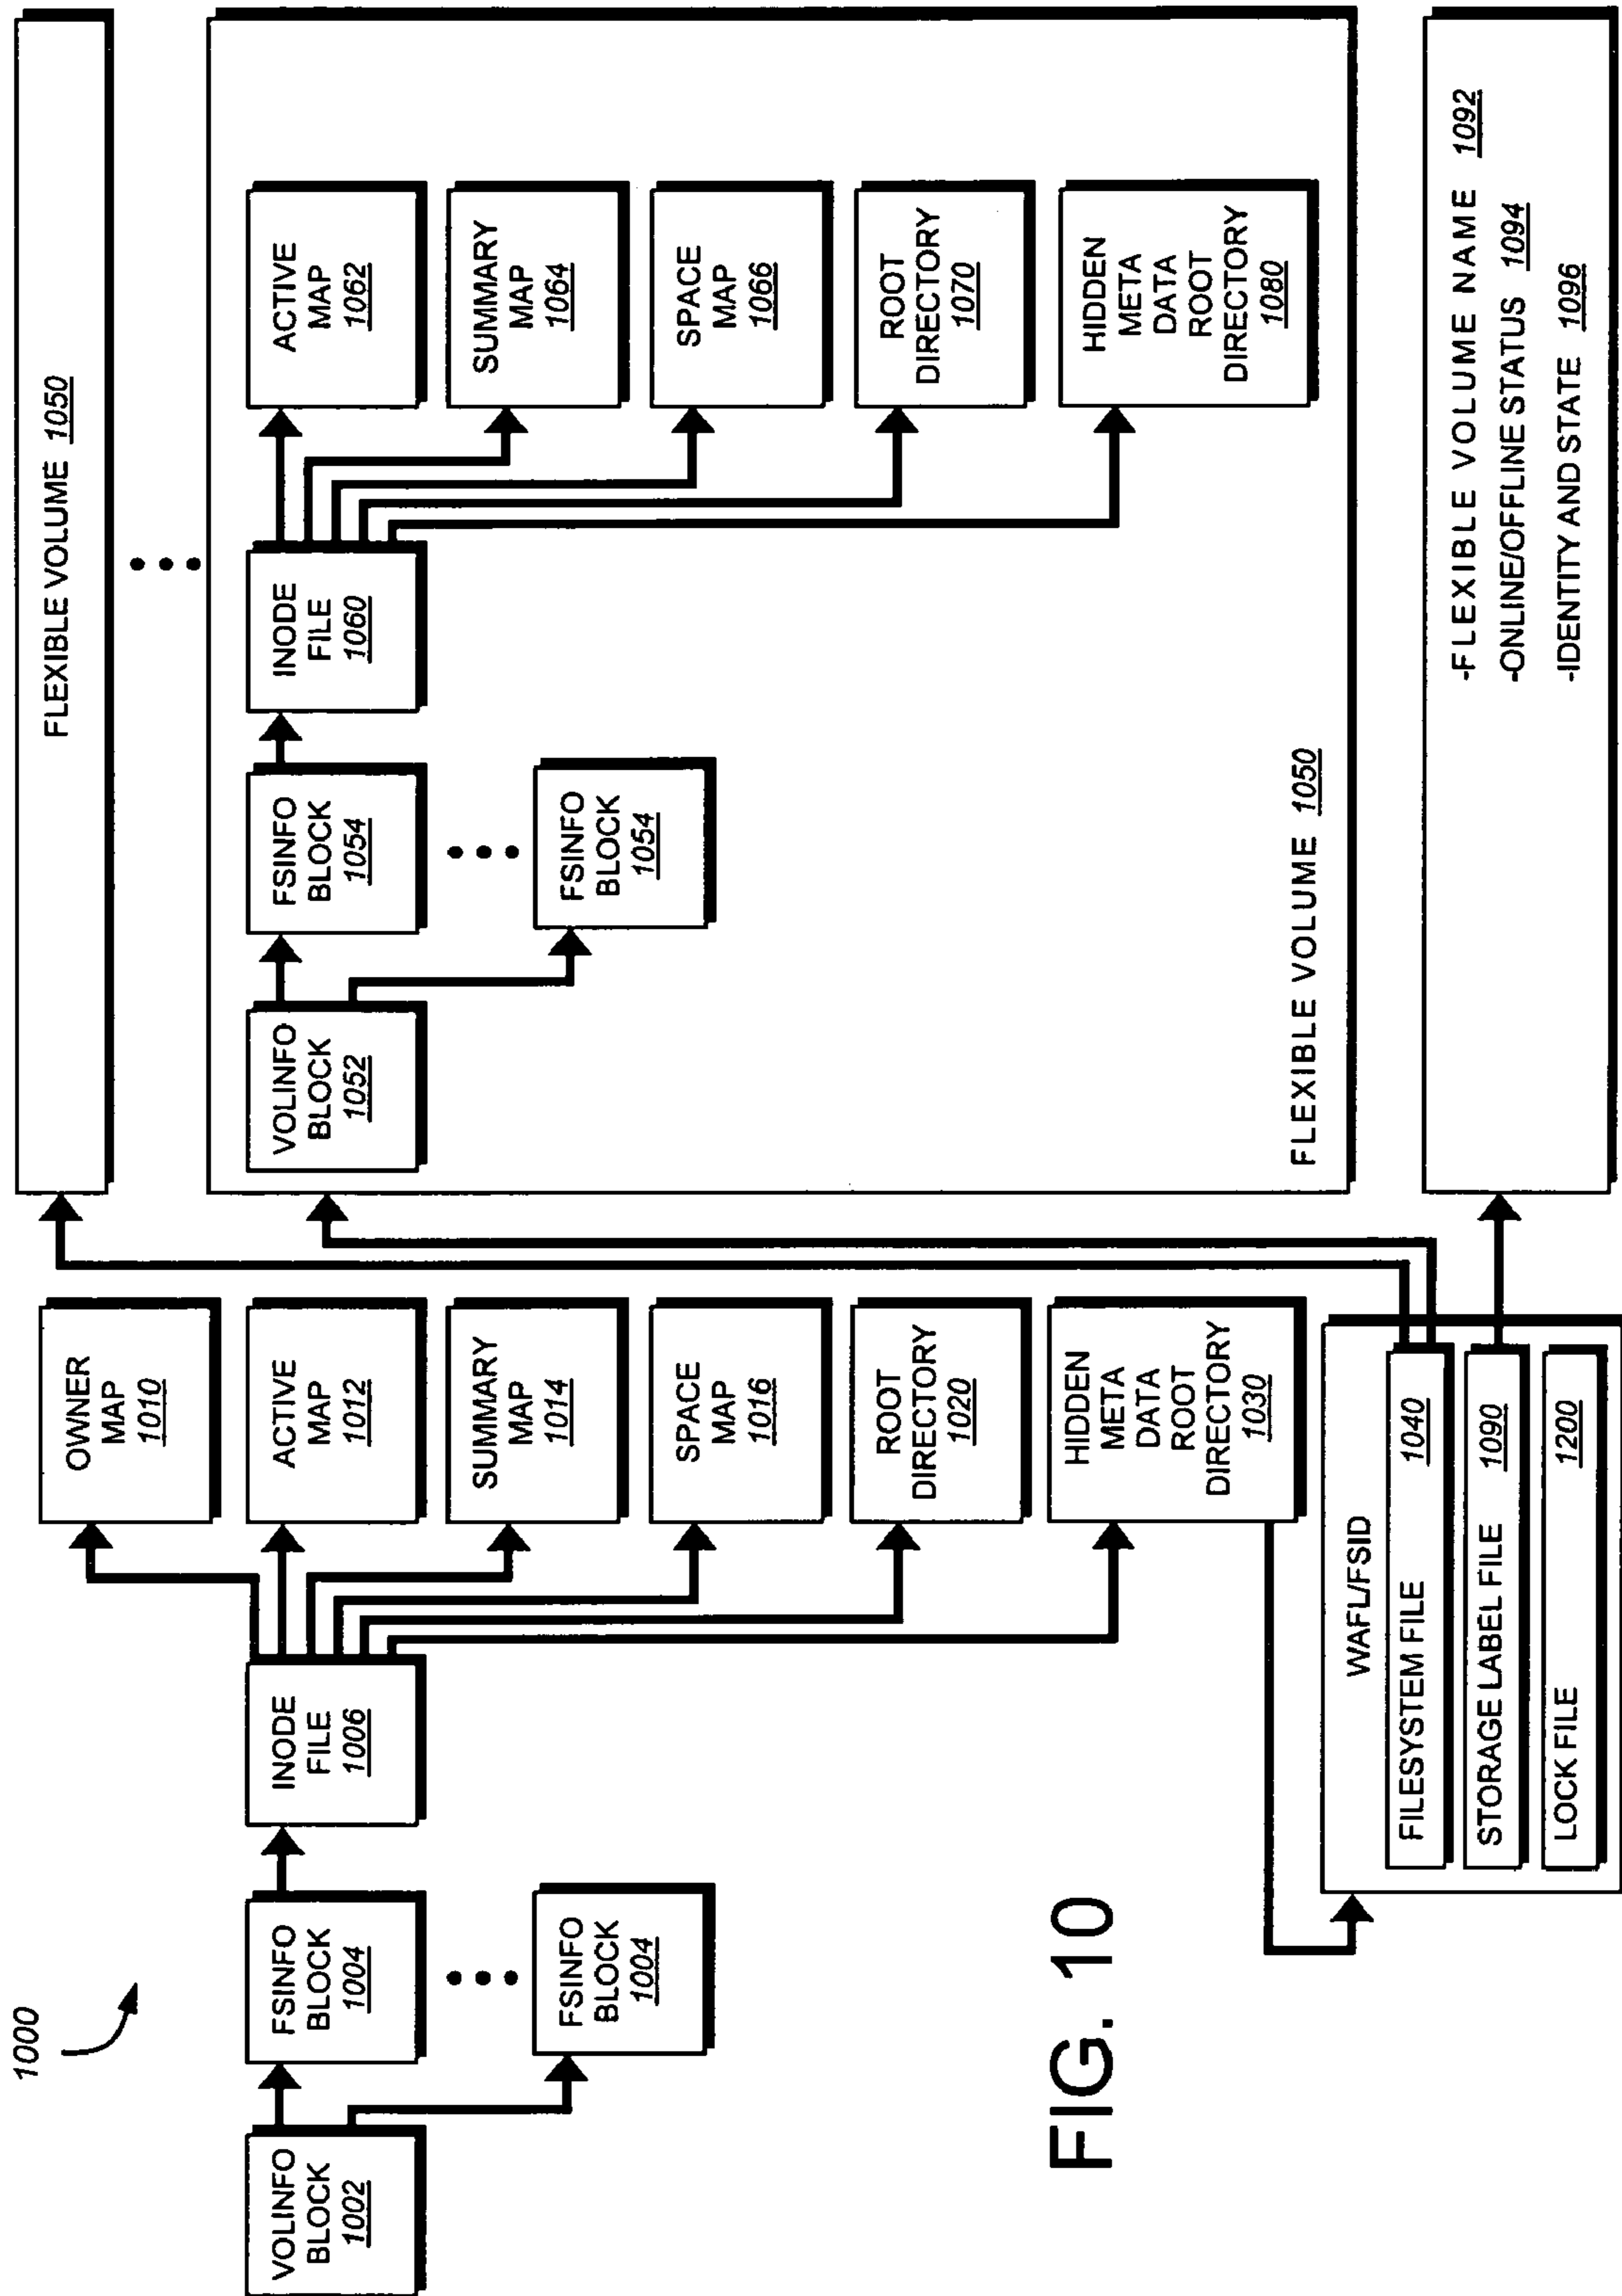 1000
VOLINFO
BLOCK
1002
FSINFO
BLOCK
1004
FSINFO
BLOCK
1004
INODE
FILE
1006
OWNER
MAP
1010
ACTIVE
MAP
1012
SUMMARY
MAP
1014
SPACE
MAP
1016
ROOT
DIRECTORY
1020
HIDDEN
META
DATA
ROOT
DIRECTORY
1030
WAFL/FSID
FILESYSTEM FILE 1040
STORAGE LABEL FILE 1090
LOCK FILE 1200
FLEXIBLE VOLUME 1050
VOLINFO
BLOCK
1052
FSINFO
BLOCK
1054
FSINFO
BLOCK
1054
INODE
FILE
1060
ACTIVE
MAP
1062
SUMMARY
MAP
1064
SPACE
MAP
1066
ROOT
DIRECTORY
1070
HIDDEN
META
DATA
ROOT
DIRECTORY
1080
FLEXIBLE VOLUME 1050
-FLEXIBLE VOLUME NAME 1092
-ONLINE/OFFLINE STATUS 1094
-IDENTITY AND STATE 1096
FIG. 10